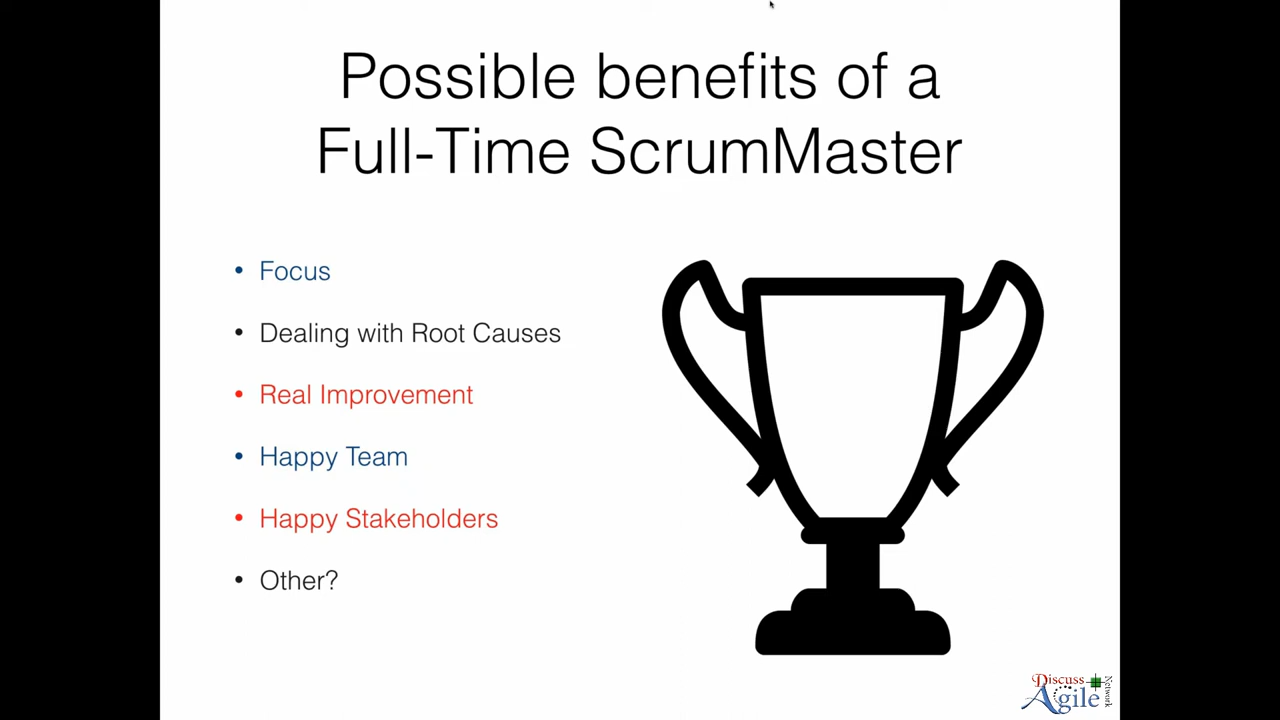 Possible benefits of a
Full-Time ScrumMaster
• Focus
• Dealing with Root Causes
• Real Improvement
• Happy Team
• Happy Stakeholders
• Other?
Discuss
Agile
Network